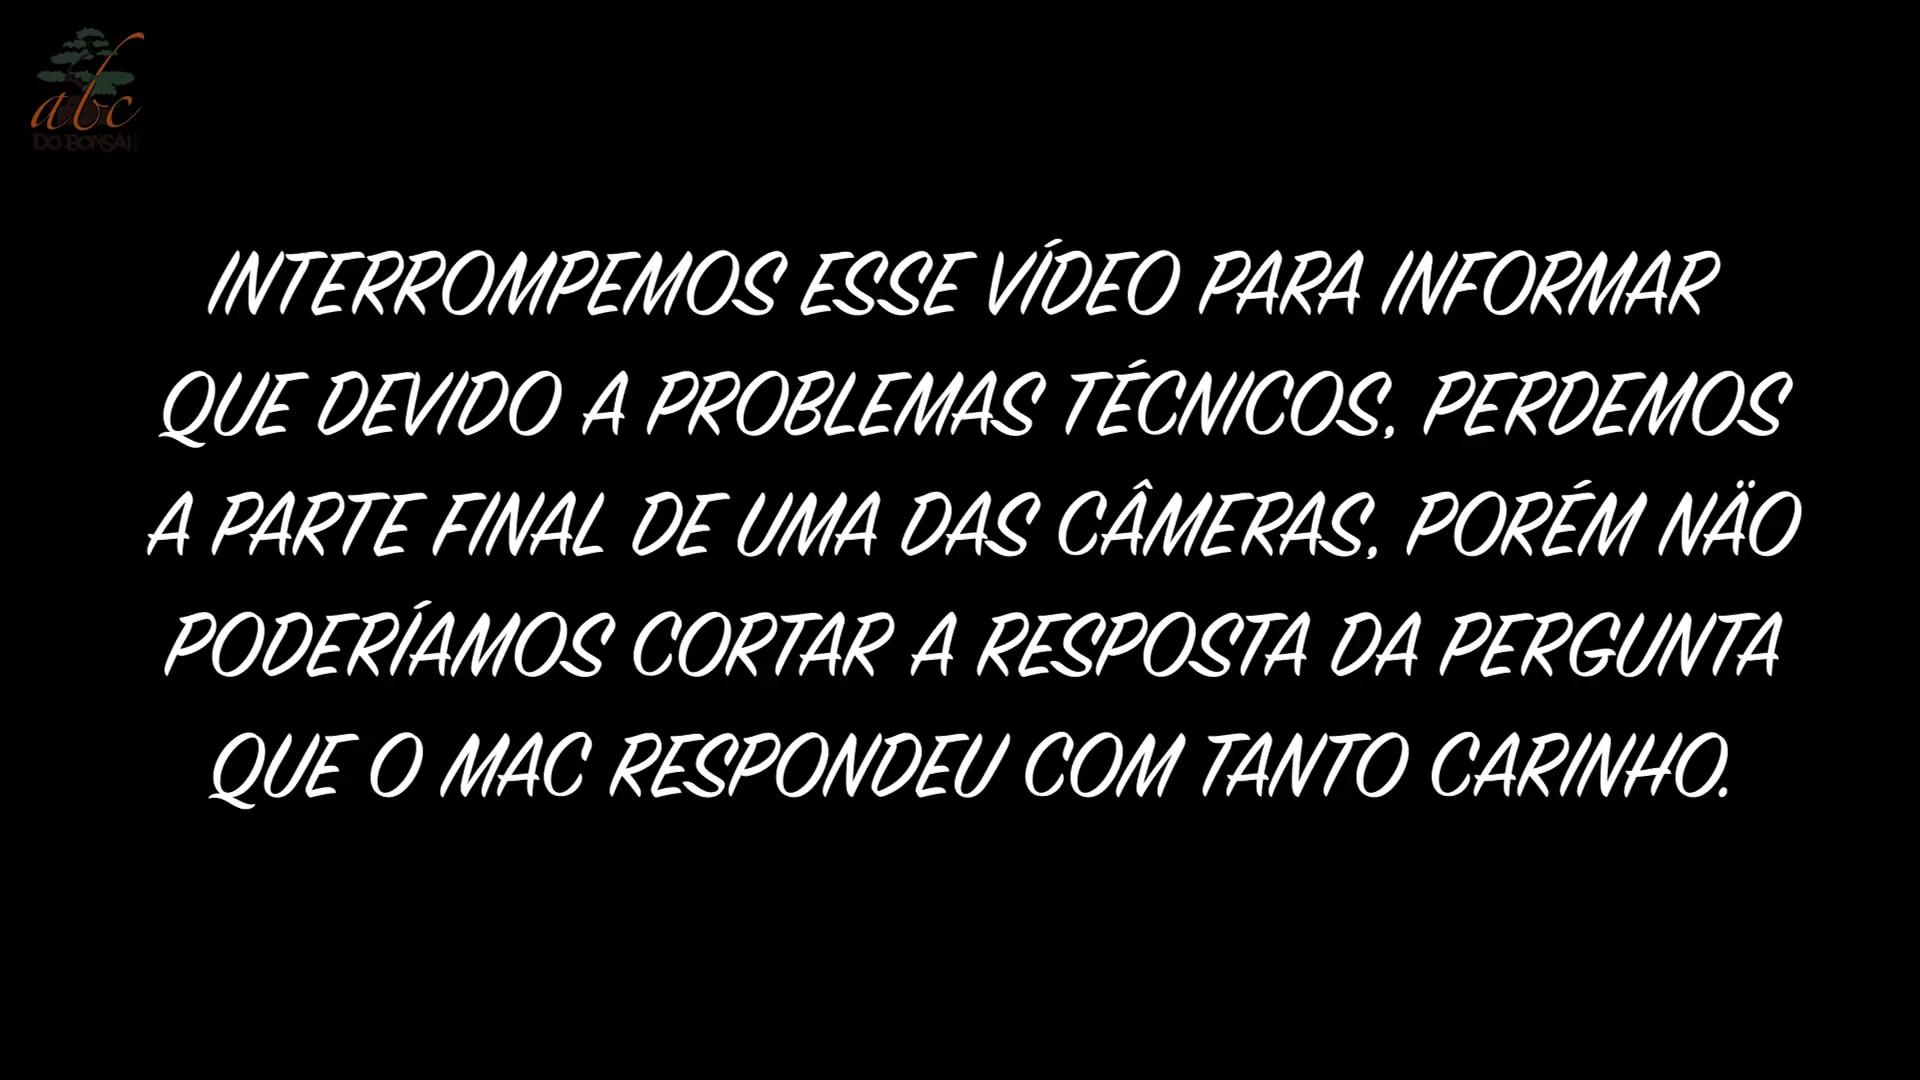 abc
DO BONSAI
INTERROMPEMOS ESSE VÍDEO PARA INFORMAR
QUE DEVIDO A PROBLEMAS TÉCNICOS, PERDEMOS
A PARTE FINAL DE UMA DAS CÂMERAS, PORÉM NÄO
PODERÍAMOS CORTAR A RESPOSTA DA PERGUNTA
QUE O MAC RESPONDEU COM TANTO CARINHO.